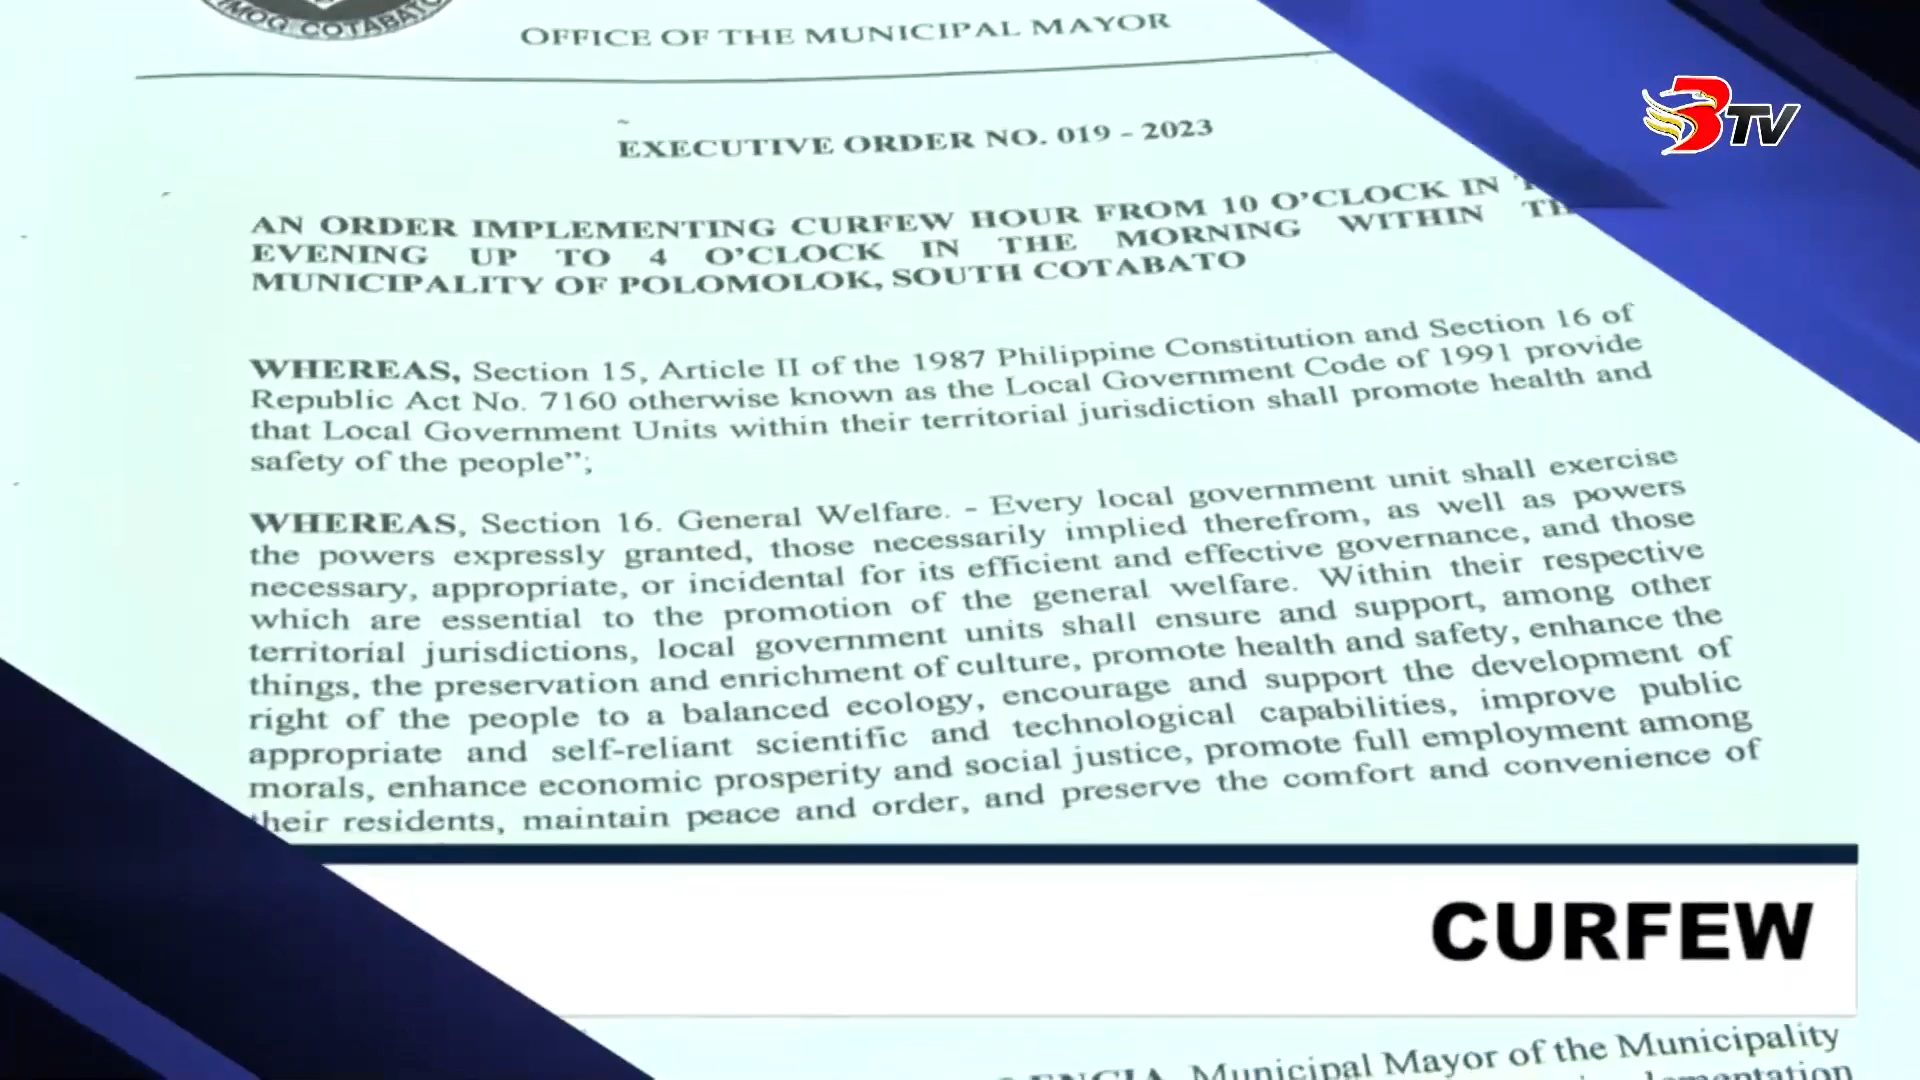 IMOG COTABATO
OFFICE OF THE MUNICIPAL MAYOR
3TV
EXECUTIVE ORDER NO. 019 - 2023
AN ORDER IMPLEMENTING CURFEW HOUR FROM 10 O'CLOCK IN
EVENING UP TO 4 O'CLOCK IN THE MORNING WITHIN
MUNICIPALITY OF POLOMOLOK, SOUTH COTABATO
WHEREAS, Section 15, Article II of the 1987 Philippine Constitution and Section 16 of
Republic Act No. 7160 otherwise known as the Local Government Code of 1991 provide
that Local Government Units within their territorial jurisdiction shall promote health and
safety of the people";
WHEREAS, Section 16. General Welfare. - Every local government unit shall exercise
the powers expressly granted, those necessarily implied therefrom, as well as powers
necessary, appropriate, or incidental for its efficient and effective governance, and those
which are essential to the promotion of the general welfare. Within their respective
territorial jurisdictions, local government units shall ensure and support, among other
things, the preservation and enrichment of culture, promote health and safety, enhance the
right of the people to a balanced ecology, encourage and support the development of
appropriate and self-reliant scientific and technological capabilities, improve public
morals, enhance economic prosperity and social justice, promote full employment among
their residents, maintain peace and order, and preserve the comfort and convenience of
CURFEW
Municipal Mayor of the Municipality